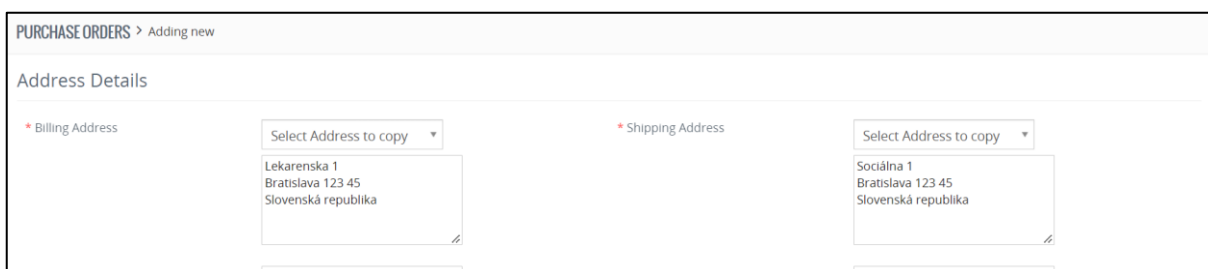 PURCHASE ORDERS > Adding new
Address Details
* Billing Address
Select Address to copy
Lekarenska 1
Bratislava 123 45
Slovenská republika
* Shipping Address
Select Address to copy
Sociálna 1
Bratislava 123 45
Slovenská republika